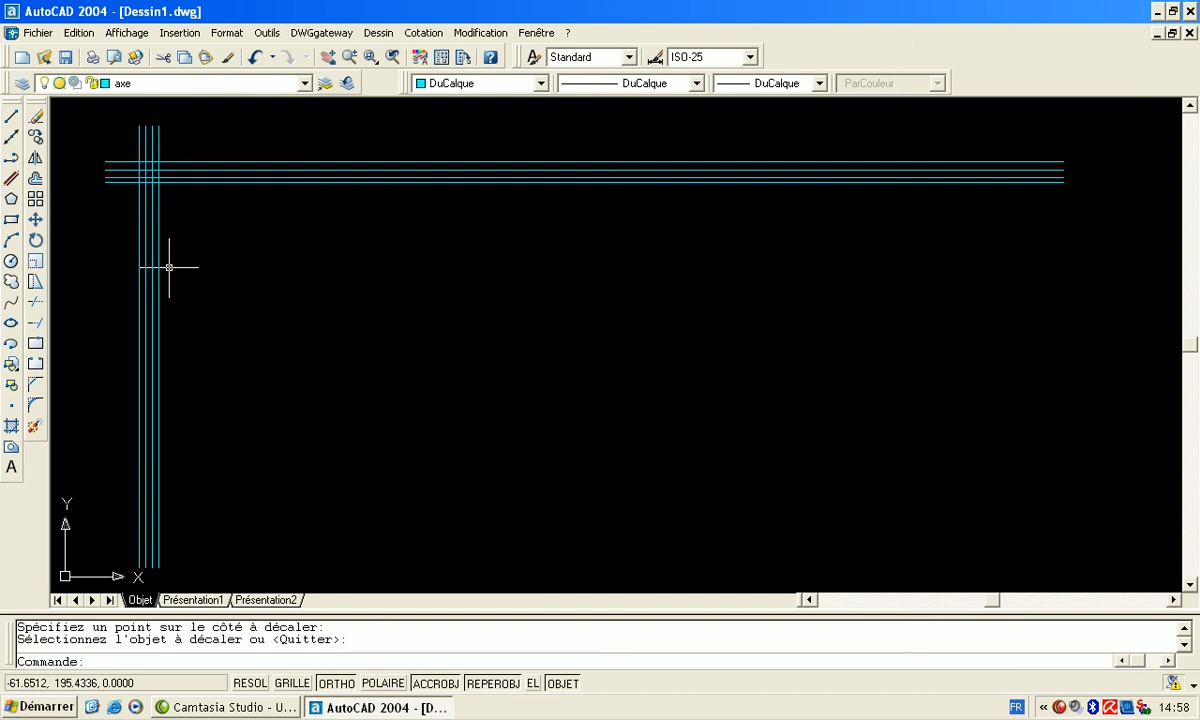 AutoCAD 2004 - [Dessin1.dwg]
Fichier Edition Affichage Insertion Format Outils DWGgateway Dessin Cotation Modification Fenêtre ?
Standard ISO-25
axe DuCalque DuCalque DuCalque ParCouleur
A
Y
X
Objet Présentation1 Présentation2
Spécifiez un point sur le côté à décaler:
Sélectionnez l'objet à décaler ou <Quitter>:
Commande:
-61.6512, 195.4336, 0.0000 RESOL GRILLE ORTHO POLAIRE ACCROBJ REPEROBJ EL OBJET
Démarrer Camtasia Studio - U... AutoCAD 2004 - [D... FR « 14:58